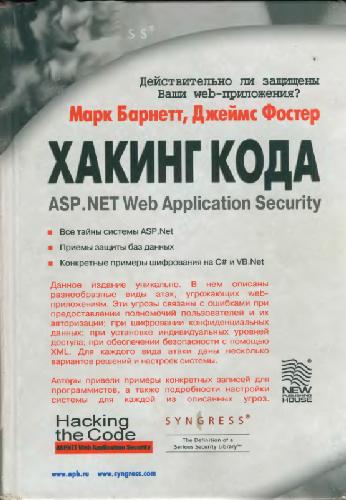 Действительно ли защищены
Ваши web-приложения?
Марк Барнетт, Джеймс Фостер
ХАКИНГ КОДА
ASP.NET Web Application Security
Все тайны системы ASP.Net
Приемы защиты баз данных
Конкретные примеры шифрования на C# и VB.Net
Данное издание уникально. В нем описаны
разнообразные виды атак, угрожающих web-
приложениям. Эти угрозы связаны с ошибками при
предоставлении полномочий пользователей и их
авторизации; при шифровании конфиденциальных
данных; при установке индивидуальных уровней
доступа; при обеспечении безопасности с помощью
XML. Для каждого вида атаки даны несколько
вариантов решений и настроек системы.
Авторы привели примеры конкретных записей для
программистов, а также подробности настройки
системы для каждой из описанных угроз.
NEW
PUBLISHING
HOUSE
Hacking
the Code
ASP.NET Web Application Security
SYNGRESS®
The Definition of a
Serious Security Library™
www.nph.ru www.syngress.com